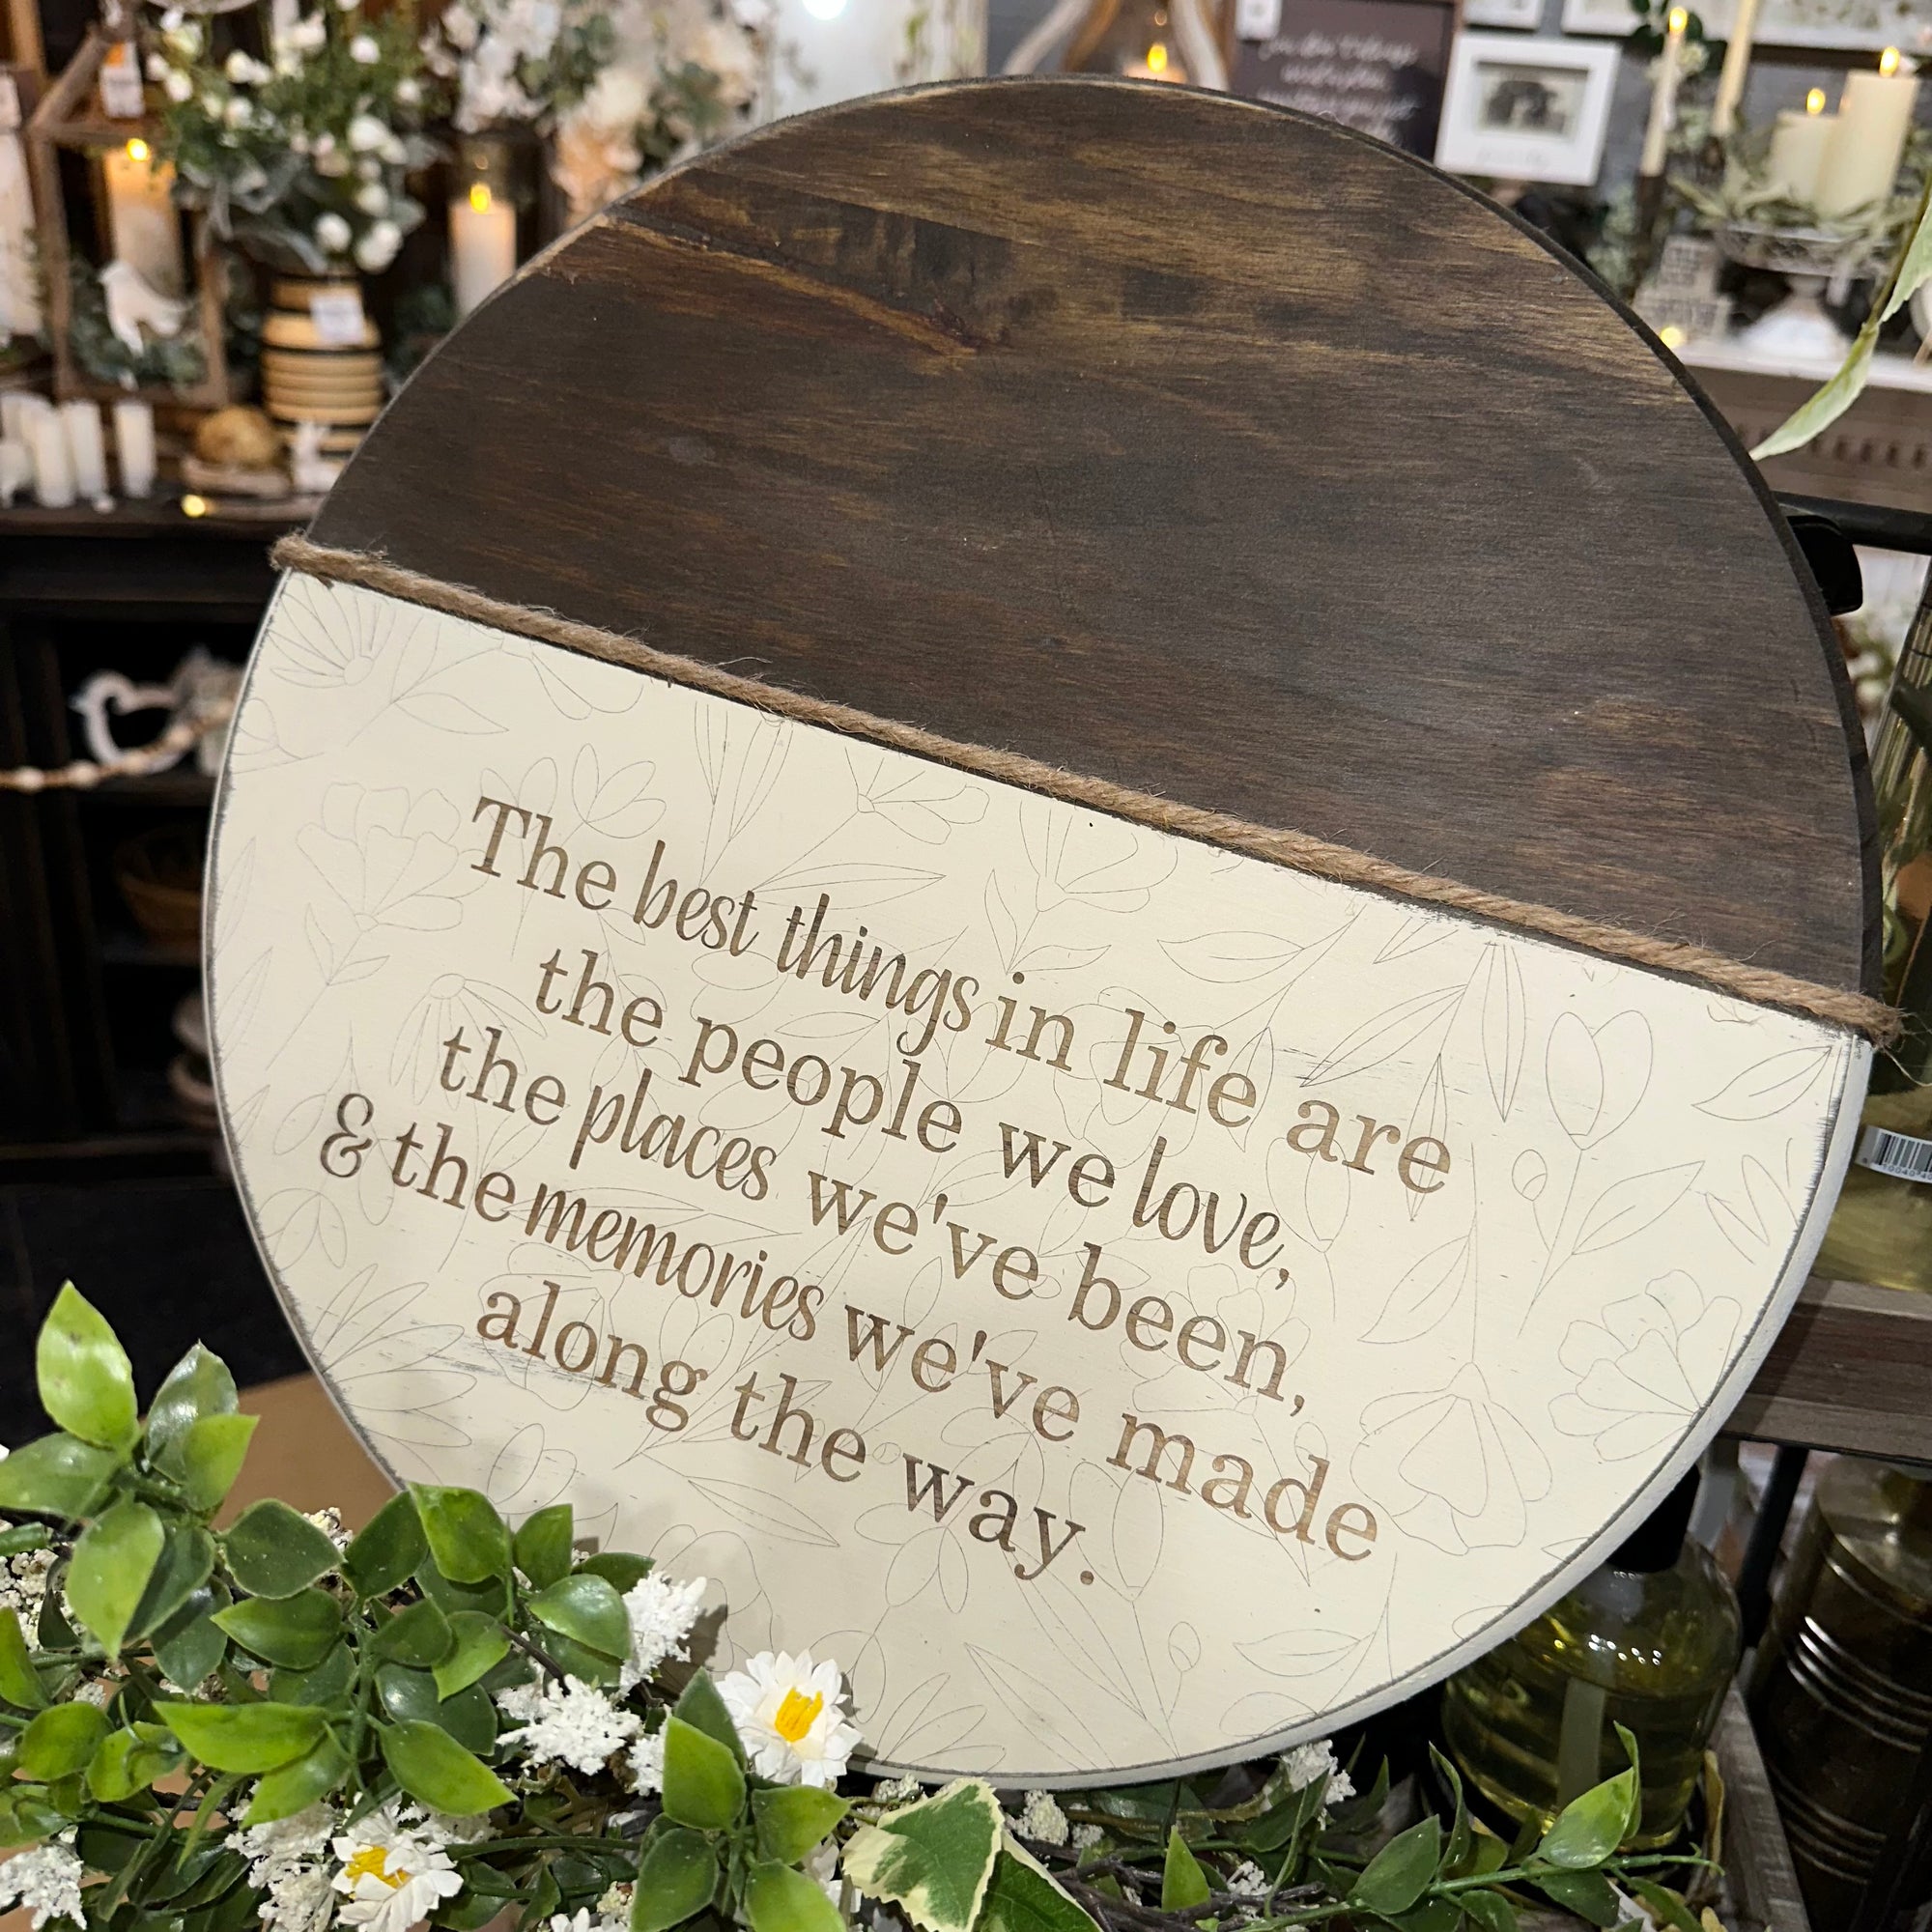 The best things in life are
the people we love,
the places we've been,
& the memories we've made
along the way.